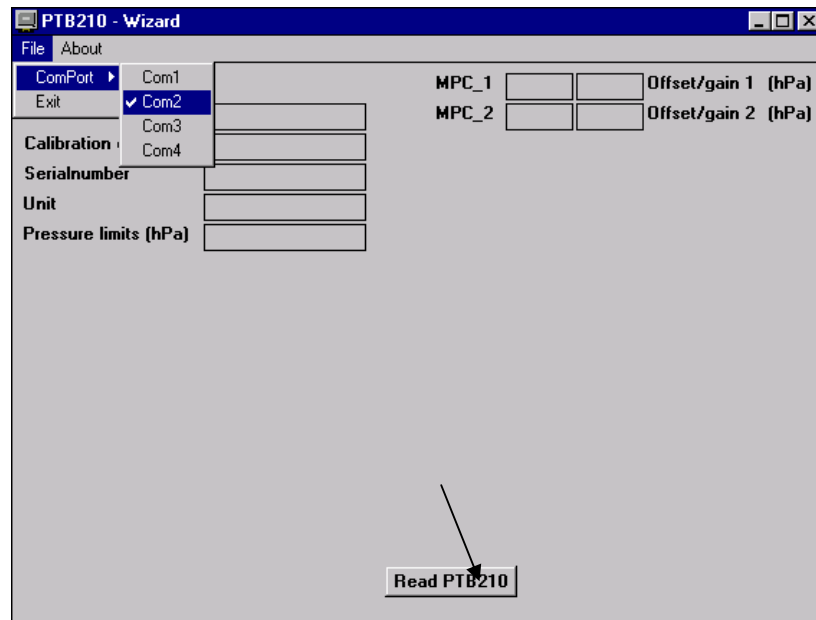 PTB210 - Wizard
File About
ComPort Com1
Exit Com2
Com3
Com4
MPC_1 Offset/gain 1 (hPa)
MPC_2 Offset/gain 2 (hPa)
Calibration
Serialnumber
Unit
Pressure limits (hPa)
Read PTB210